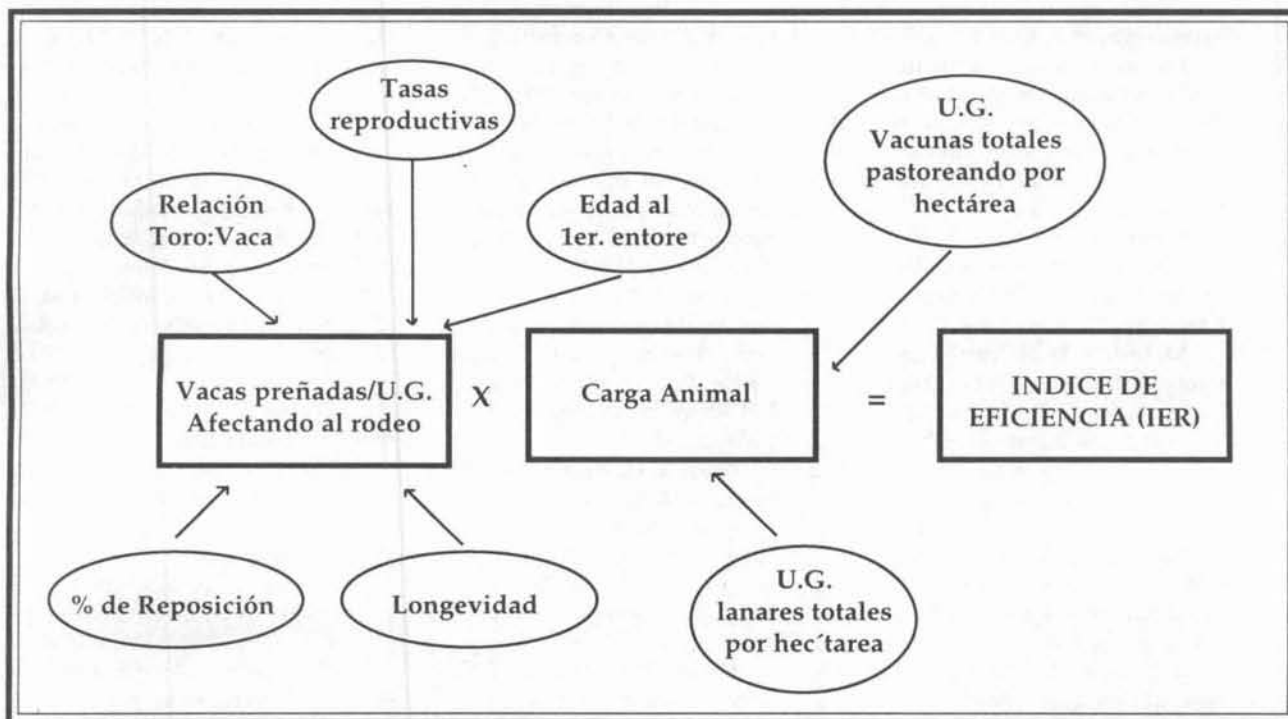 Tasas
reproductivas
U.G.
Vacunas totales
pastoreando por
hectárea
Relación
Toro:Vaca
Edad al
1er. entore
Vacas preñadas/U.G.
Afectando al rodeo
X
Carga Animal
=
INDICE DE
EFICIENCIA (IER)
% de Reposición
Longevidad
U.G.
lanares totales
por hec´tarea